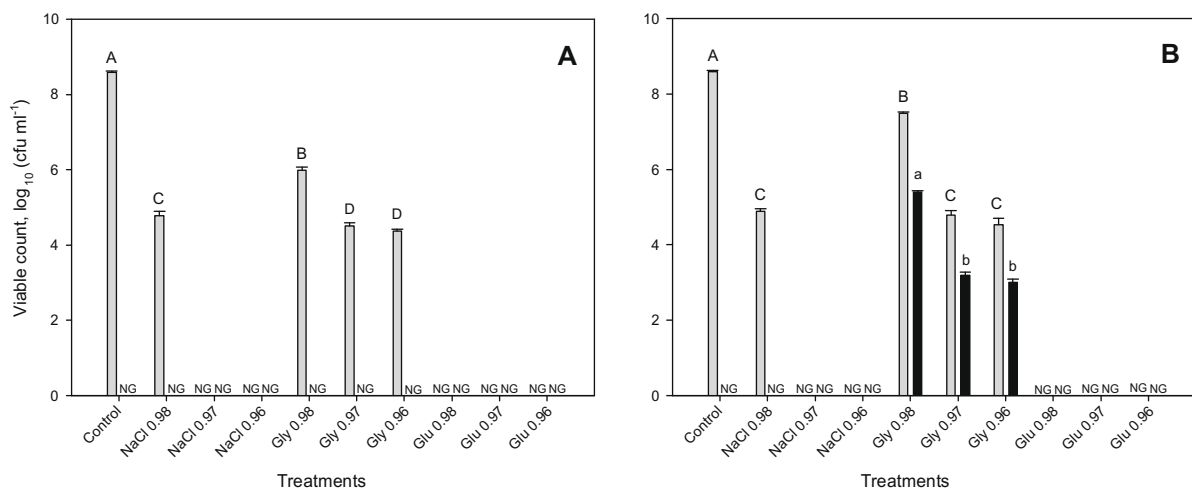 10
8
6
4
2
0
Viable count, log10 (cfu ml-1)
A
A
C
B
D
D
NG
NG
NG NG
NG NG
NG
NG
NG
NG NG
NG NG
NG NG
Control
NaCl 0.98
NaCl 0.97
NaCl 0.96
Gly 0.98
Gly 0.97
Gly 0.96
Glu 0.98
Glu 0.97
Glu 0.96
Treatments
10
8
6
4
2
0
B
A
C
B
a
C
b
C
b
NG
NG
NG NG
NG NG
NG NG
NG NG
NG NG
Control
NaCl 0.98
NaCl 0.97
NaCl 0.96
Gly 0.98
Gly 0.97
Gly 0.96
Glu 0.98
Glu 0.97
Glu 0.96
Treatments